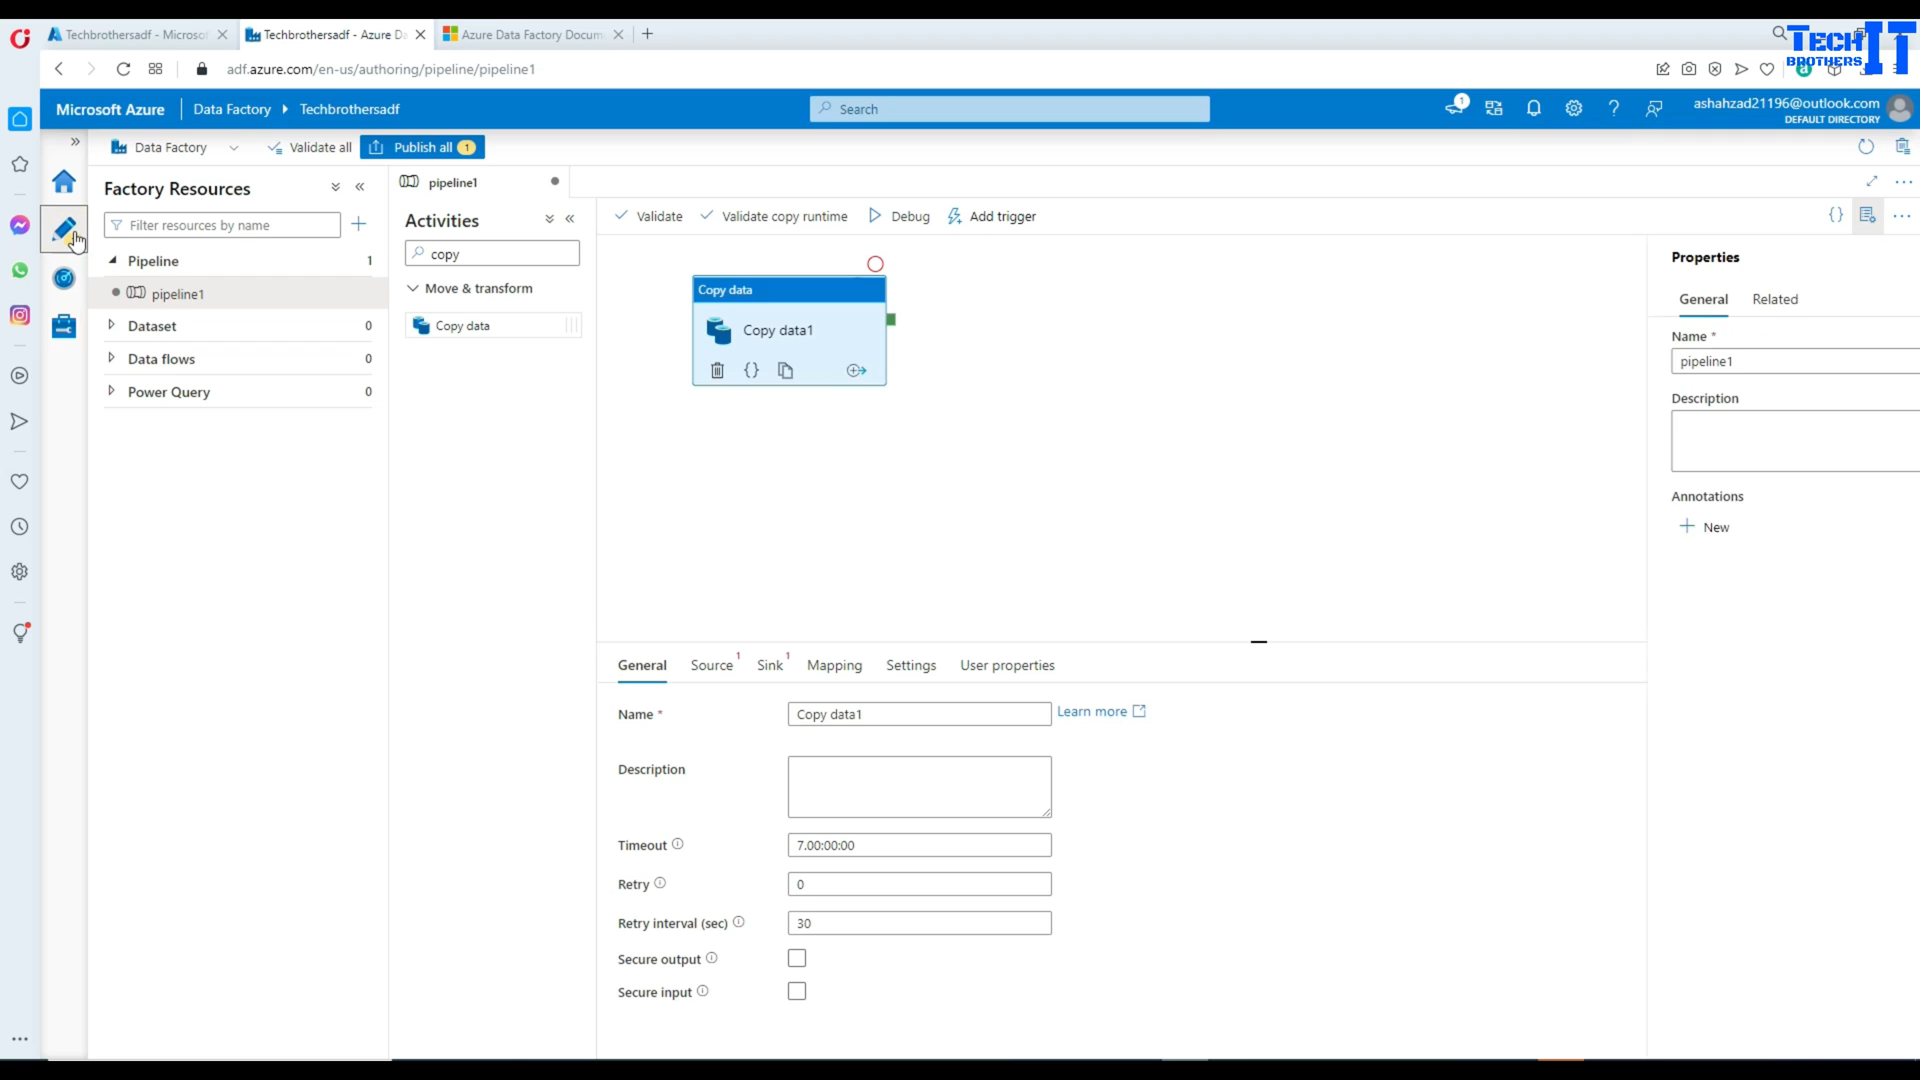 Techbrothersadf - Microso
Techbrothersadf - Azure Da
Azure Data Factory Docum
TECH IT
BROTHERS
adf.azure.com/en-us/authoring/pipeline/pipeline1
Microsoft Azure
Data Factory
Techbrothersadf
Search
1
ashahzad21196@outlook.com
DEFAULT DIRECTORY
Data Factory
Validate all
Publish all 1
Factory Resources
Filter resources by name
Pipeline 1
pipeline1
Dataset 0
Data flows 0
Power Query 0
pipeline1
Activities
copy
Move & transform
Copy data
Validate
Validate copy runtime
Debug
Add trigger
Copy data
Copy data1
Properties
General
Related
Name *
pipeline1
Description
Annotations
New
General
Source 1
Sink 1
Mapping
Settings
User properties
Name *
Copy data1
Learn more
Description
Timeout
7.00:00:00
Retry
0
Retry interval (sec)
30
Secure output
Secure input